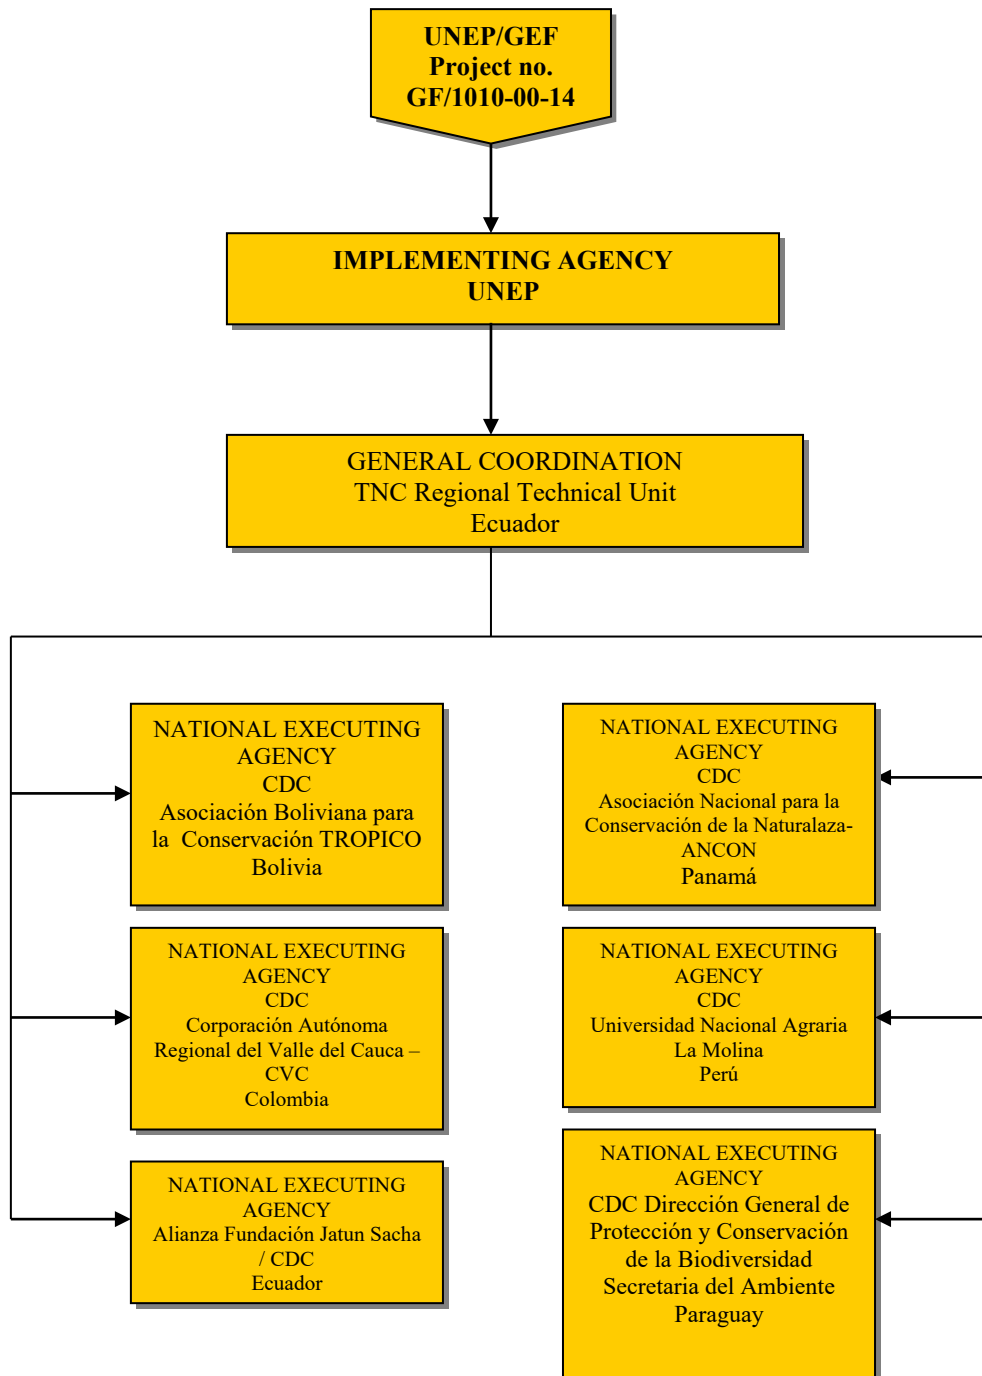 UNEP/GEF
Project no.
GF/1010-00-14
IMPLEMENTING AGENCY
UNEP
GENERAL COORDINATION
TNC Regional Technical Unit
Ecuador
NATIONAL EXECUTING
AGENCY
CDC
Asociación Boliviana para
la Conservación TROPICO
Bolivia
NATIONAL EXECUTING
AGENCY
CDC
Asociación Nacional para la
Conservación de la Naturalaza-
ANCON
Panamá
NATIONAL EXECUTING
AGENCY
CDC
Corporación Autónoma
Regional del Valle del Cauca –
CVC
Colombia
NATIONAL EXECUTING
AGENCY
CDC
Universidad Nacional Agraria
La Molina
Perú
NATIONAL EXECUTING
AGENCY
Alianza Fundación Jatun Sacha
/ CDC
Ecuador
NATIONAL EXECUTING
AGENCY
CDC Dirección General de
Protección y Conservación
de la Biodiversidad
Secretaria del Ambiente
Paraguay